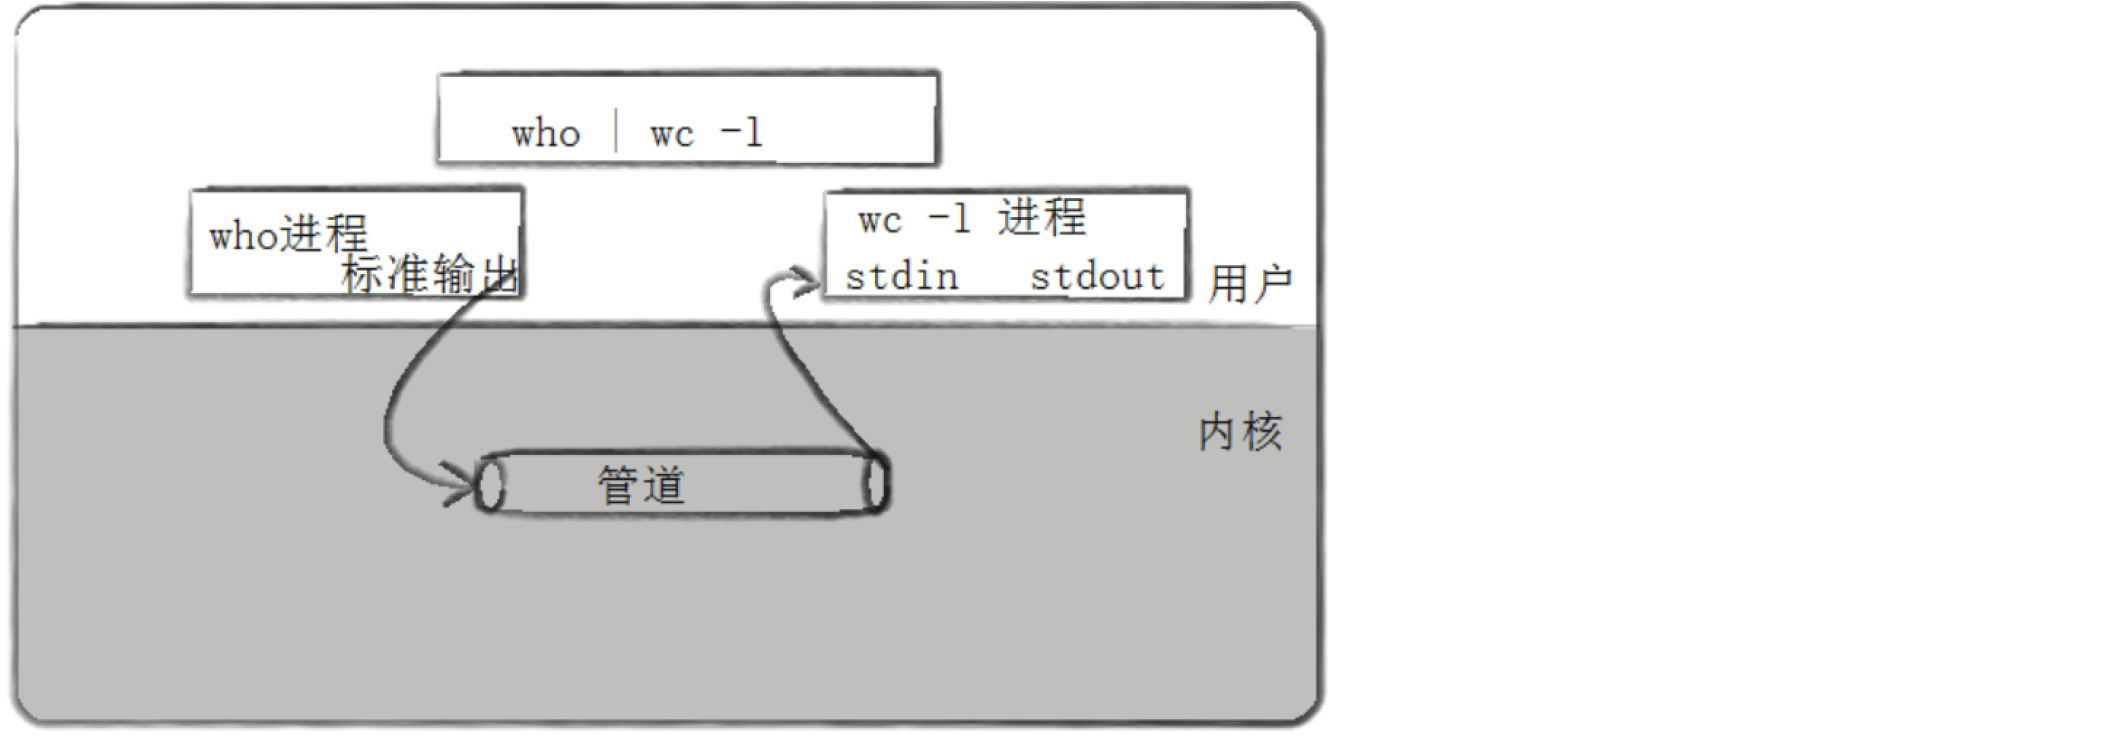 who | wc -l
who进程
标准输出
wc -l 进程
stdin stdout
用户
内核
管道